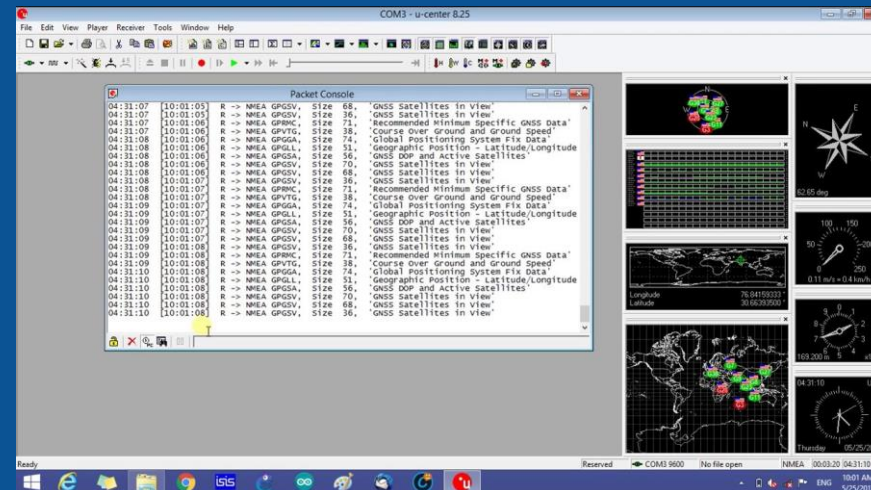 COM3 - u-center 8.25
File Edit View Player Receiver Tools Window Help
Packet Console
04:31:07 [10:01:05] R -> NMEA GPGSV, Size 68, 'GNSS Satellites in View'
04:31:07 [10:01:05] R -> NMEA GPGSV, Size 36, 'GNSS Satellites in View'
04:31:07 [10:01:06] R -> NMEA GPRMC, Size 71, 'Recommended Minimum Specific GNSS Data'
04:31:07 [10:01:06] R -> NMEA GPVTG, Size 38, 'Course Over Ground and Ground Speed'
04:31:08 [10:01:06] R -> NMEA GPGGA, Size 74, 'Global Positioning System Fix Data'
04:31:08 [10:01:06] R -> NMEA GPGLL, Size 51, 'Geographic Position - Latitude/Longitude
04:31:08 [10:01:06] R -> NMEA GPGSA, Size 56, 'GNSS DOP and Active Satellites'
04:31:08 [10:01:06] R -> NMEA GPGSV, Size 70, 'GNSS Satellites in View'
04:31:08 [10:01:06] R -> NMEA GPGSV, Size 68, 'GNSS Satellites in View'
04:31:08 [10:01:07] R -> NMEA GPGSV, Size 36, 'GNSS Satellites in View'
04:31:08 [10:01:07] R -> NMEA GPRMC, Size 71, 'Recommended Minimum Specific GNSS Data'
04:31:08 [10:01:07] R -> NMEA GPVTG, Size 38, 'Course Over Ground and Ground Speed'
04:31:09 [10:01:07] R -> NMEA GPGGA, Size 74, 'Global Positioning System Fix Data'
04:31:09 [10:01:07] R -> NMEA GPGLL, Size 51, 'Geographic Position - Latitude/Longitude
04:31:09 [10:01:07] R -> NMEA GPGSA, Size 56, 'GNSS DOP and Active Satellites'
04:31:09 [10:01:07] R -> NMEA GPGSV, Size 70, 'GNSS Satellites in View'
04:31:09 [10:01:07] R -> NMEA GPGSV, Size 68, 'GNSS Satellites in View'
04:31:09 [10:01:08] R -> NMEA GPGSV, Size 36, 'GNSS Satellites in View'
04:31:09 [10:01:08] R -> NMEA GPRMC, Size 71, 'Recommended Minimum Specific GNSS Data'
04:31:09 [10:01:08] R -> NMEA GPVTG, Size 38, 'Course Over Ground and Ground Speed'
04:31:10 [10:01:08] R -> NMEA GPGGA, Size 74, 'Global Positioning System Fix Data'
04:31:10 [10:01:08] R -> NMEA GPGLL, Size 51, 'Geographic Position - Latitude/Longitude
04:31:10 [10:01:08] R -> NMEA GPGSA, Size 56, 'GNSS DOP and Active Satellites'
04:31:10 [10:01:08] R -> NMEA GPGSV, Size 70, 'GNSS Satellites in View'
04:31:10 [10:01:08] R -> NMEA GPGSV, Size 68, 'GNSS Satellites in View'
04:31:10 [10:01:08] R -> NMEA GPGSV, Size 36, 'GNSS Satellites in View'
N
W E
N E
W
62.65 deg
100 150
50
0 250
0.11 m/s = 0.4 km/h
Longitude 76.84159333 °
Latitude 30.66393500 °
169.200 m
04:31:10
Thursday 05/25/2
Ready
Reserved COM3 9600 No file open NMEA 00:03:20 04:31:10
isis
ENG
10:01 AM